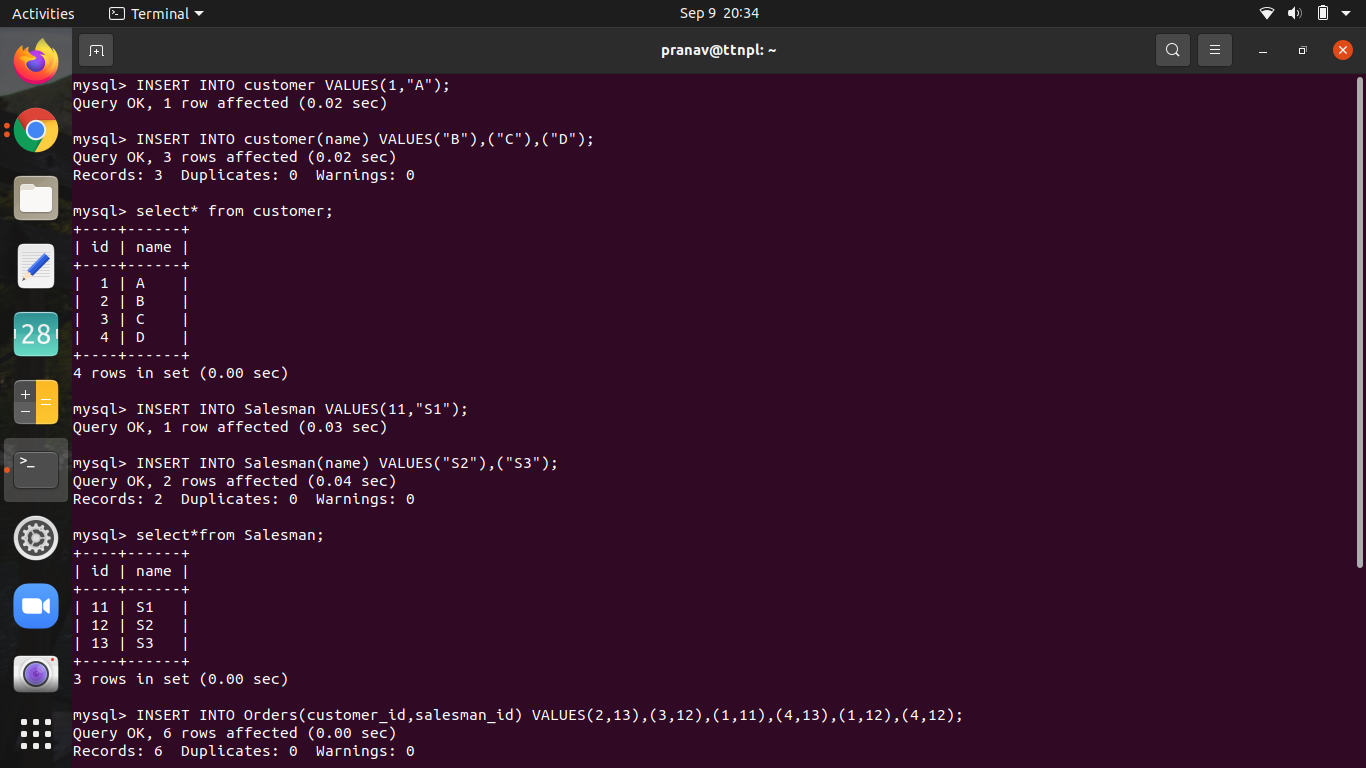 Activities Terminal Sep 9 20:34
pranav@ttnpl: ~
mysql> INSERT INTO customer VALUES(1,"A");
Query OK, 1 row affected (0.02 sec)
mysql> INSERT INTO customer(name) VALUES("B"),("C"),("D");
Query OK, 3 rows affected (0.02 sec)
Records: 3  Duplicates: 0  Warnings: 0
mysql> select* from customer;
+----+------+
| id | name |
+----+------+
|  1 | A    |
|  2 | B    |
|  3 | C    |
|  4 | D    |
+----+------+
4 rows in set (0.00 sec)
mysql> INSERT INTO Salesman VALUES(11,"S1");
Query OK, 1 row affected (0.03 sec)
mysql> INSERT INTO Salesman(name) VALUES("S2"),("S3");
Query OK, 2 rows affected (0.04 sec)
Records: 2  Duplicates: 0  Warnings: 0
mysql> select*from Salesman;
+----+------+
| id | name |
+----+------+
| 11 | S1   |
| 12 | S2   |
| 13 | S3   |
+----+------+
3 rows in set (0.00 sec)
mysql> INSERT INTO Orders(customer_id,salesman_id) VALUES(2,13),(3,12),(1,11),(4,13),(1,12),(4,12);
Query OK, 6 rows affected (0.00 sec)
Records: 6  Duplicates: 0  Warnings: 0
28
>_